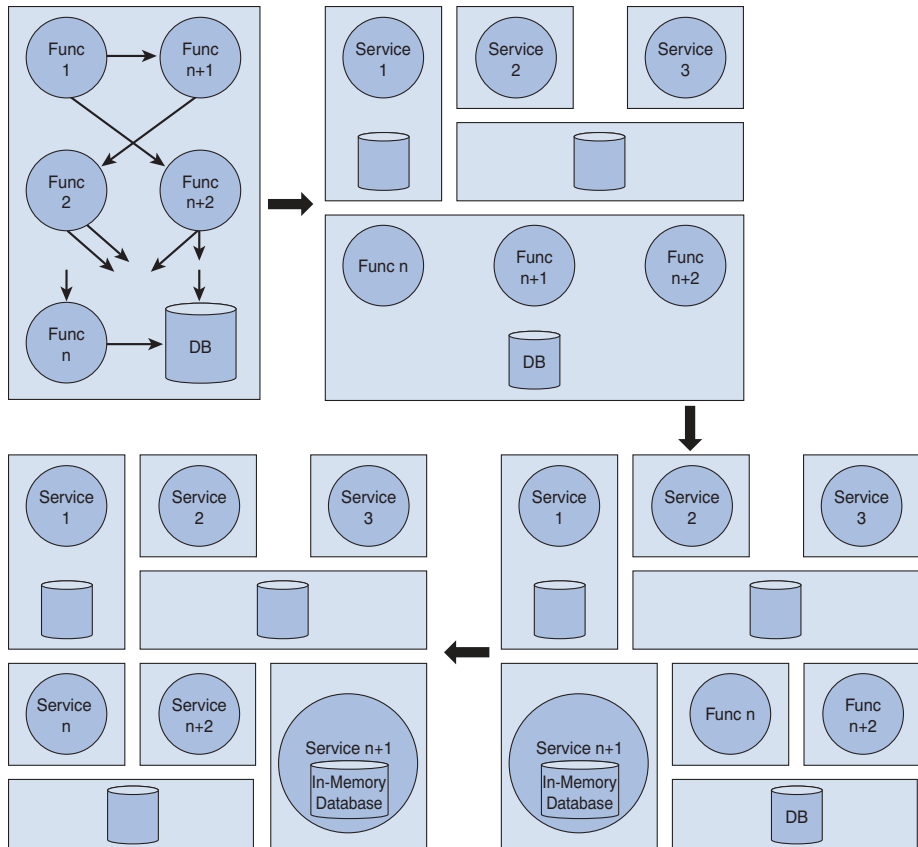 Func
1
Func
n+1
Func
2
Func
n+2
Func
n
DB
Service
1
Service
2
Service
3
Func n
Func
n+1
Func
n+2
DB
Service
1
Service
2
Service
3
Service
n
Service
n+2
Service n+1
In-Memory
Database
Service
1
Service
2
Service
3
Service n+1
In-Memory
Database
Func n
Func
n+2
DB